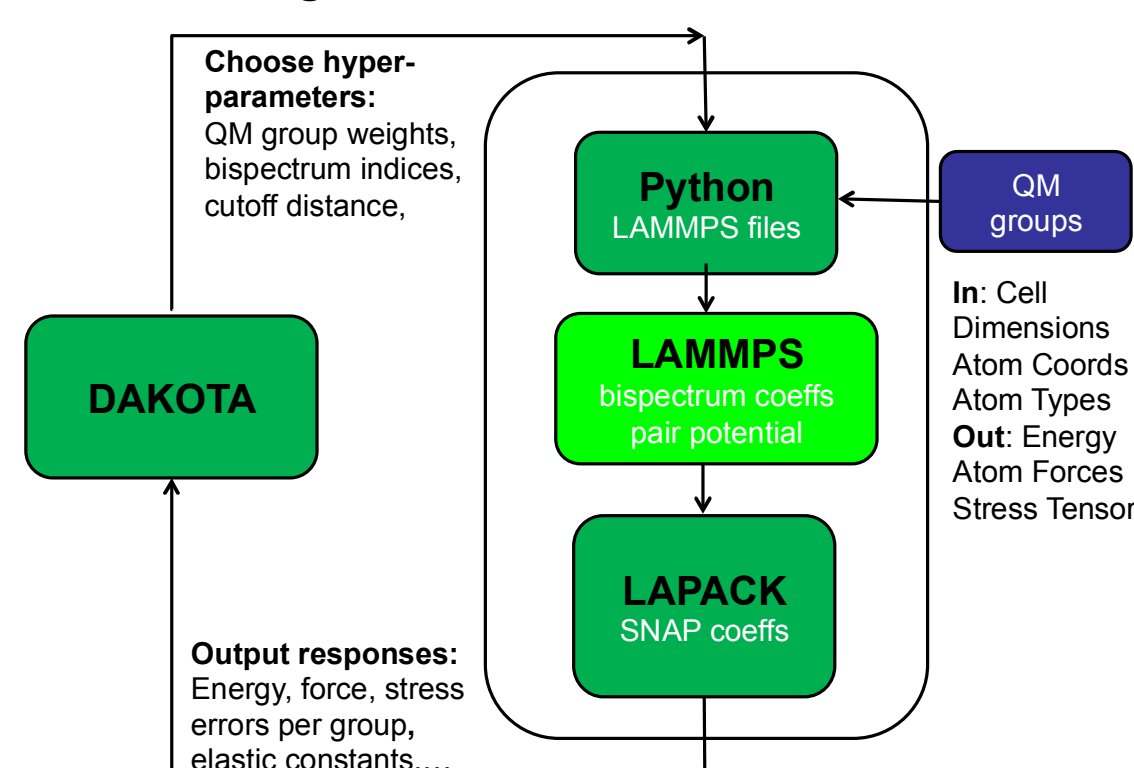 Choose hyper-
parameters:
QM group weights,
bispectrum indices,
cutoff distance,
Python
LAMMPS files
QM
groups
In: Cell
Dimensions
Atom Coords
Atom Types
Out: Energy
Atom Forces
Stress Tensor
LAMMPS
bispectrum coeffs
pair potential
DAKOTA
LAPACK
SNAP coeffs
Output responses:
Energy, force, stress
errors per group,
elastic constants,...